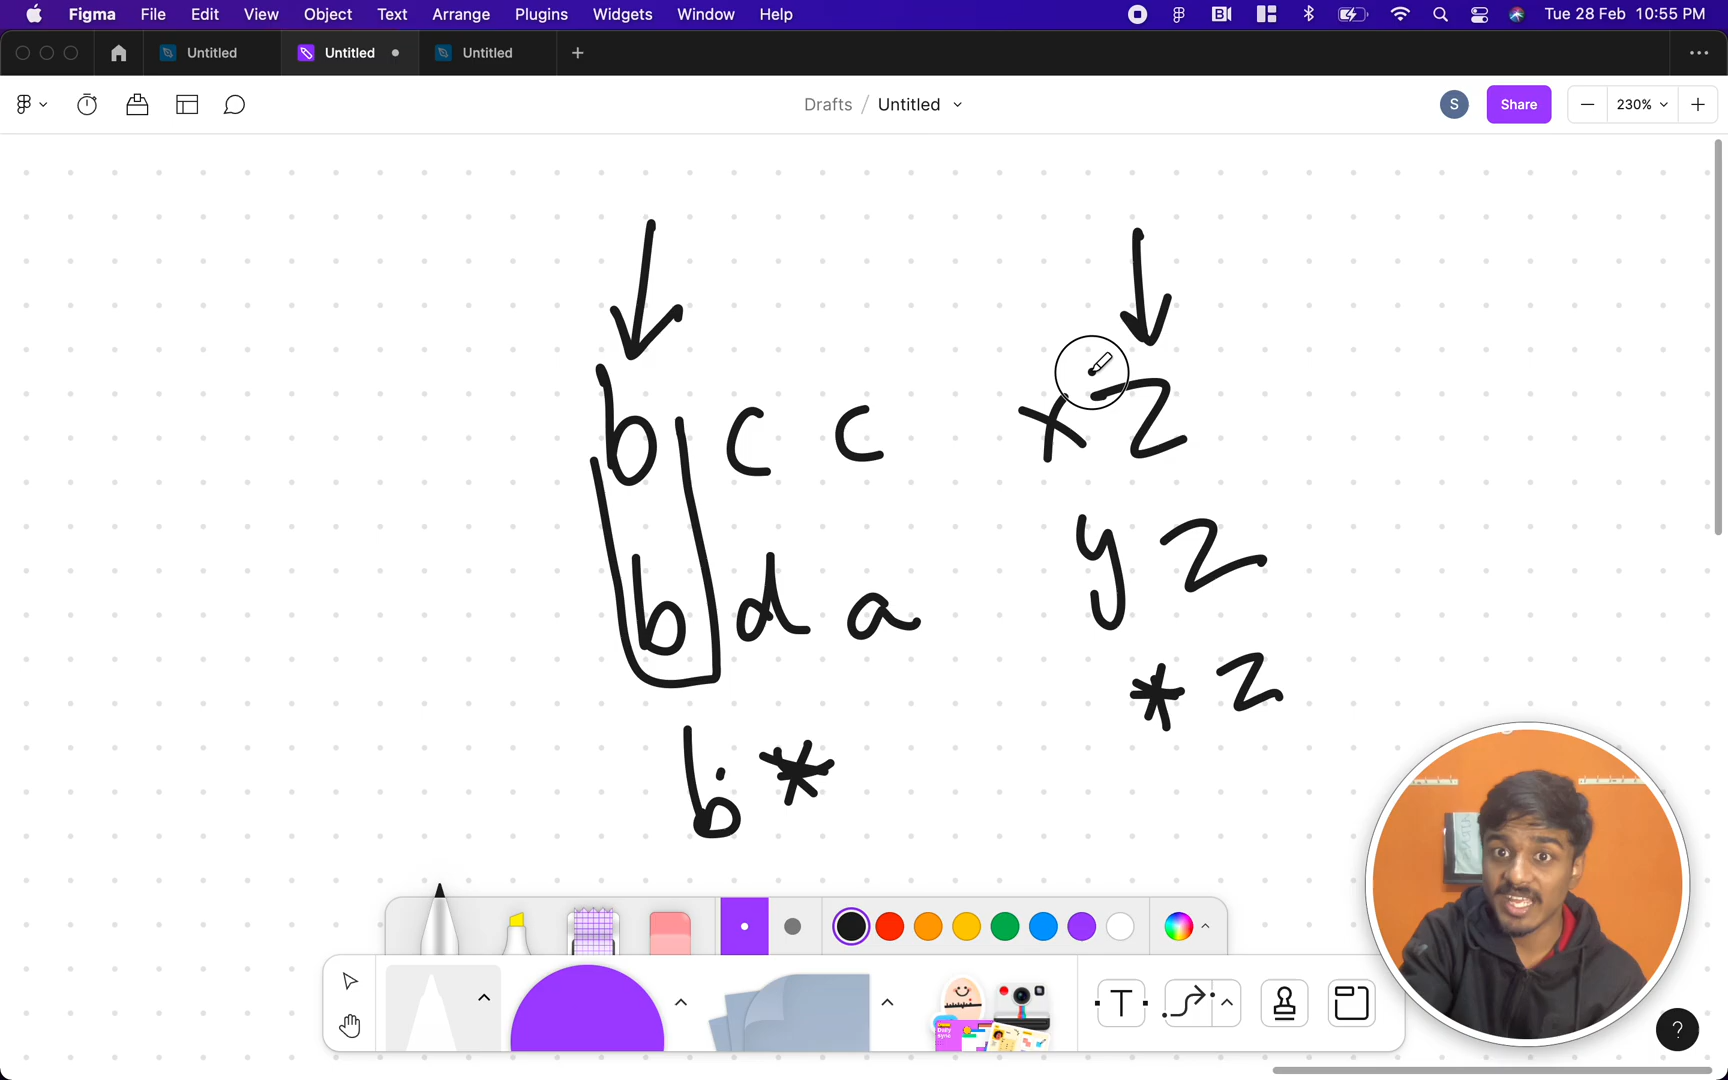 Figma File Edit View Object Text Arrange Plugins Widgets Window Help Tue 28 Feb 10:55 PM
Untitled Untitled Untitled
Drafts / Untitled S Share 230%
b c c x z
b d a y z
b * * z
T
?